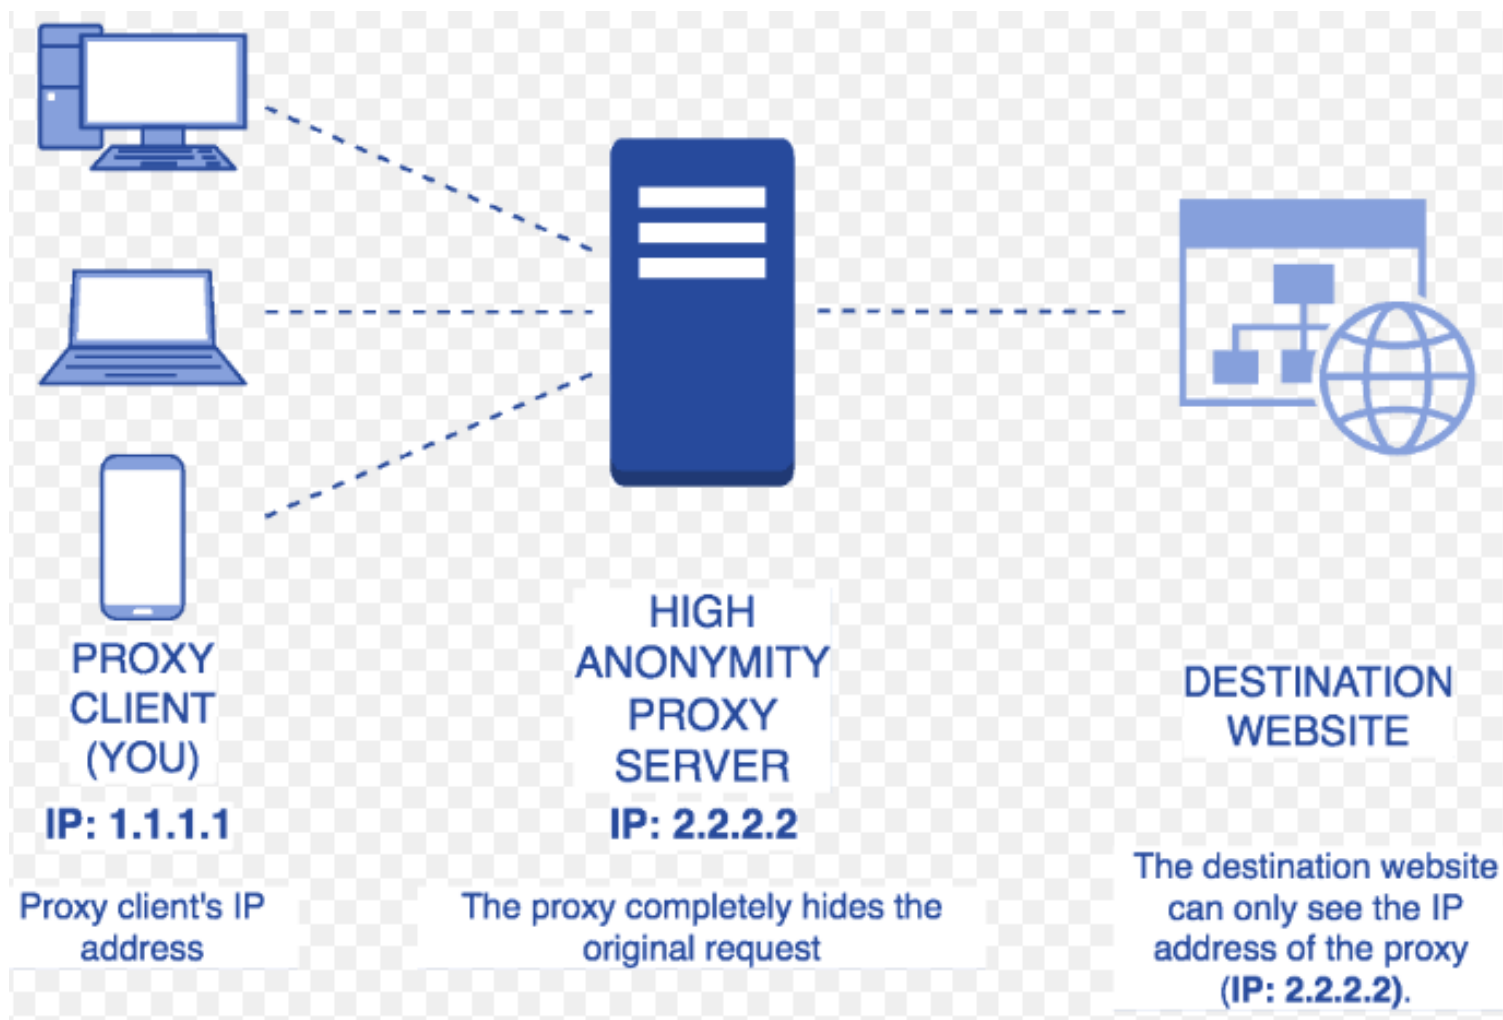 PROXY
CLIENT
(YOU)
IP: 1.1.1.1
Proxy client's IP
address
HIGH
ANONYMITY
PROXY
SERVER
IP: 2.2.2.2
The proxy completely hides the
original request
DESTINATION
WEBSITE
The destination website
can only see the IP
address of the proxy
(IP: 2.2.2.2).